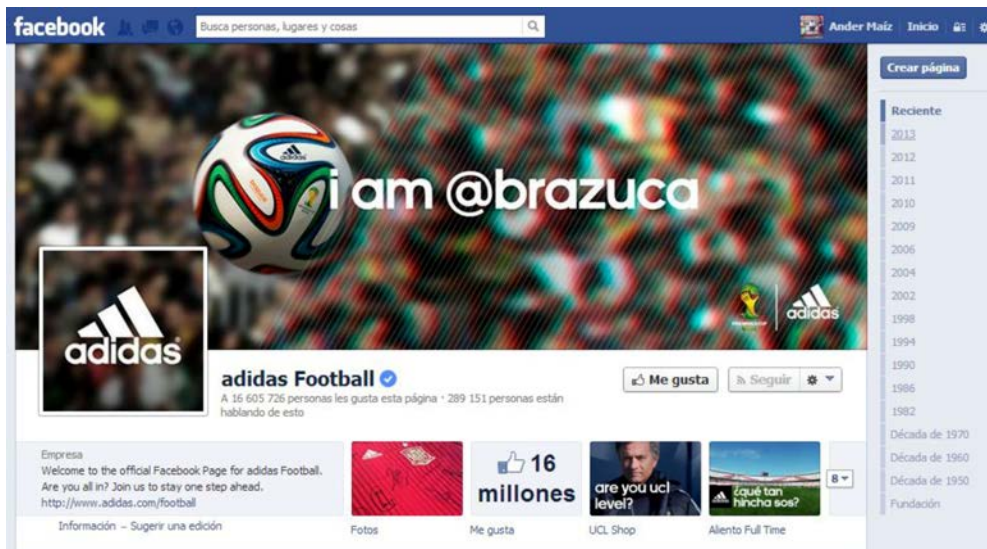 facebook
Busca personas, lugares y cosas
Ander Maíz
Inicio
Crear página
Reciente
2013
2012
2011
2010
2009
2006
2004
2002
1998
1994
1990
1986
1982
Década de 1970
Década de 1960
Década de 1950
Fundación
adidas
i am @brazuca
adidas
adidas
adidas Football
A 16 605 726 personas les gusta esta página · 289 151 personas están
hablando de esto
Me gusta
Seguir
Empresa
Welcome to the official Facebook Page for adidas Football.
Are you all in? Join us to stay one step ahead.
http://www.adidas.com/football
Información – Sugerir una edición
Fotos
16
millones
Me gusta
are you ucl
level?
UCL Shop
¿qué tan
hincha sos?
Aliento Full Time
8